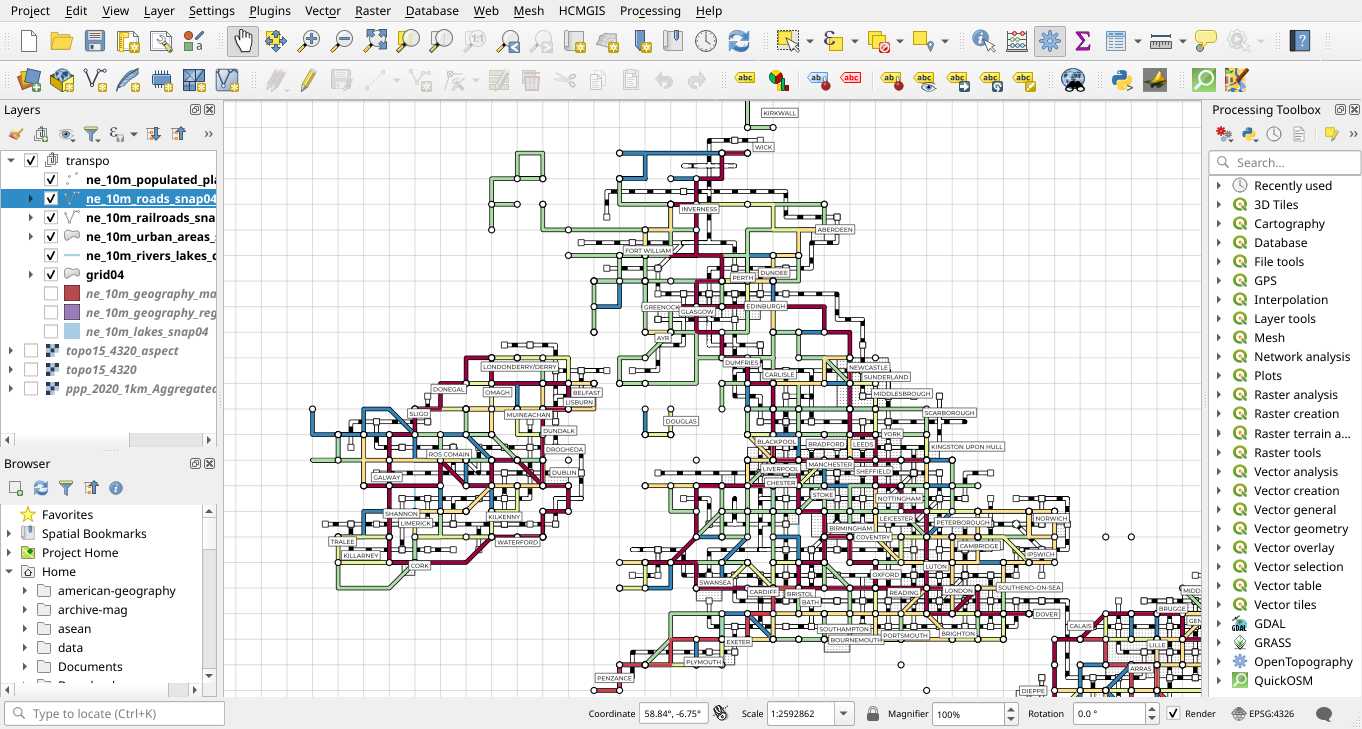 Project Edit View Layer Settings Plugins Vector Raster Database Web Mesh HCMGIS Processing Help
Layers
transpo
ne_10m_populated_pla
ne_10m_roads_snap04
ne_10m_railroads_sna
ne_10m_urban_areas_s
ne_10m_rivers_lakes_c
grid04
ne_10m_geography_ma
ne_10m_geography_reg
ne_10m_lakes_snap04
topo15_4320_aspect
topo15_4320
ppp_2020_1km_Aggregated
Browser
Favorites
Spatial Bookmarks
Project Home
Home
american-geography
archive-mag
asean
data
Documents
KIRKWALL
WICK
INVERNESS
ABERDEEN
FORT WILLIAM
PERTH
DUNDEE
GREENOCK
GLASGOW
EDINBURGH
AYR
DUMFRIES
NEWCASTLE
CARLISLE
SUNDERLAND
MIDDLESBROUGH
LONDONDERRY/DERRY
DONEGAL
OMAGH
BELFAST
LISBURN
SLIGO
MUINEACHAN
DOUGLAS
SCARBOROUGH
DUNDALK
DROGHEDA
BLACKPOOL
BRADFORD
LEEDS
YORK
KINGSTON UPON HULL
ROS COMAIN
GALWAY
DUBLIN
LIVERPOOL
MANCHESTER
SHEFFIELD
CHESTER
STOKE
NOTTINGHAM
SHANNON
LIMERICK
KILKENNY
LEICESTER
PETERBOROUGH
NORWICH
BIRMINGHAM
COVENTRY
TRALEE
KILLARNEY
WATERFORD
CAMBRIDGE
IPSWICH
CORK
SWANSEA
CARDIFF
BRISTOL
BATH
OXFORD
LUTON
READING
LONDON
SOUTHEND-ON-SEA
DOVER
EXETER
SOUTHAMPTON
BOURNEMOUTH
PORTSMOUTH
BRIGHTON
PLYMOUTH
PENZANCE
CALAIS
BRUGGE
MIDD
GEN
LILLE
ARRAS
DIEPPE
Processing Toolbox
Search...
Recently used
3D Tiles
Cartography
Database
File tools
GPS
Interpolation
Layer tools
Mesh
Network analysis
Plots
Raster analysis
Raster creation
Raster terrain a...
Raster tools
Vector analysis
Vector creation
Vector general
Vector geometry
Vector overlay
Vector selection
Vector table
Vector tiles
GDAL
GRASS
OpenTopography
QuickOSM
Type to locate (Ctrl+K) Coordinate 58.84°, -6.75° Scale 1:2592862 Magnifier 100% Rotation 0.0 ° Render EPSG:4326